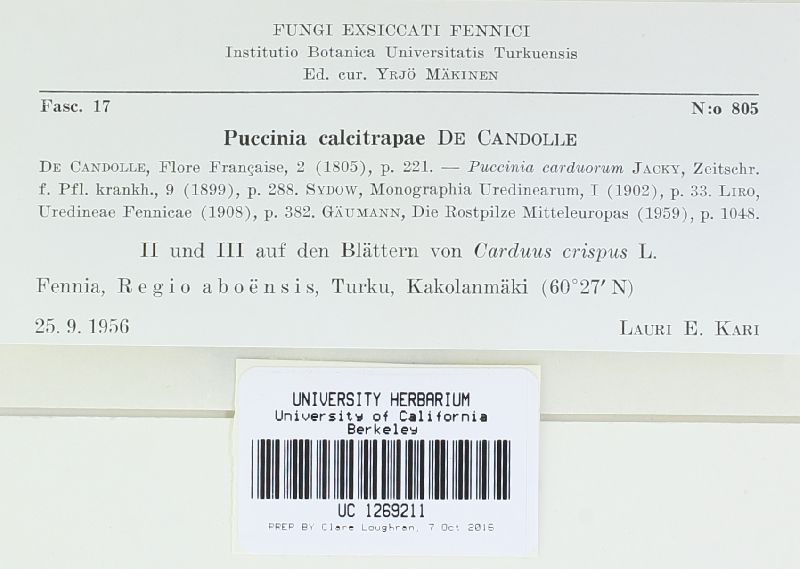 FUNGI EXSICCATI FENNICI
Institutio Botanica Universitatis Turkuensis
Ed. cur. YRJÖ MÄKINEN
Fasc. 17 N:o 805
Puccinia calcitrapae DE CANDOLLE
DE CANDOLLE, Flore Française, 2 (1805), p. 221. — Puccinia carduorum JACKY, Zeitschr.
f. Pfl. krankh., 9 (1899), p. 288. SYDOW, Monographia Uredinearum, I (1902), p. 33. LIRO,
Uredineae Fennicae (1908), p. 382. GÄUMANN, Die Rostpilze Mitteleuropas (1959), p. 1048.
II und III auf den Blättern von Carduus crispus L.
Fennia, Regio aboënsis, Turku, Kakolanmäki (60°27′ N)
25. 9. 1956 LAURI E. KARI
UNIVERSITY HERBARIUM
University of California
Berkeley
UC 1269211
PREP BY Clare Loughran, 7 Oct 2015